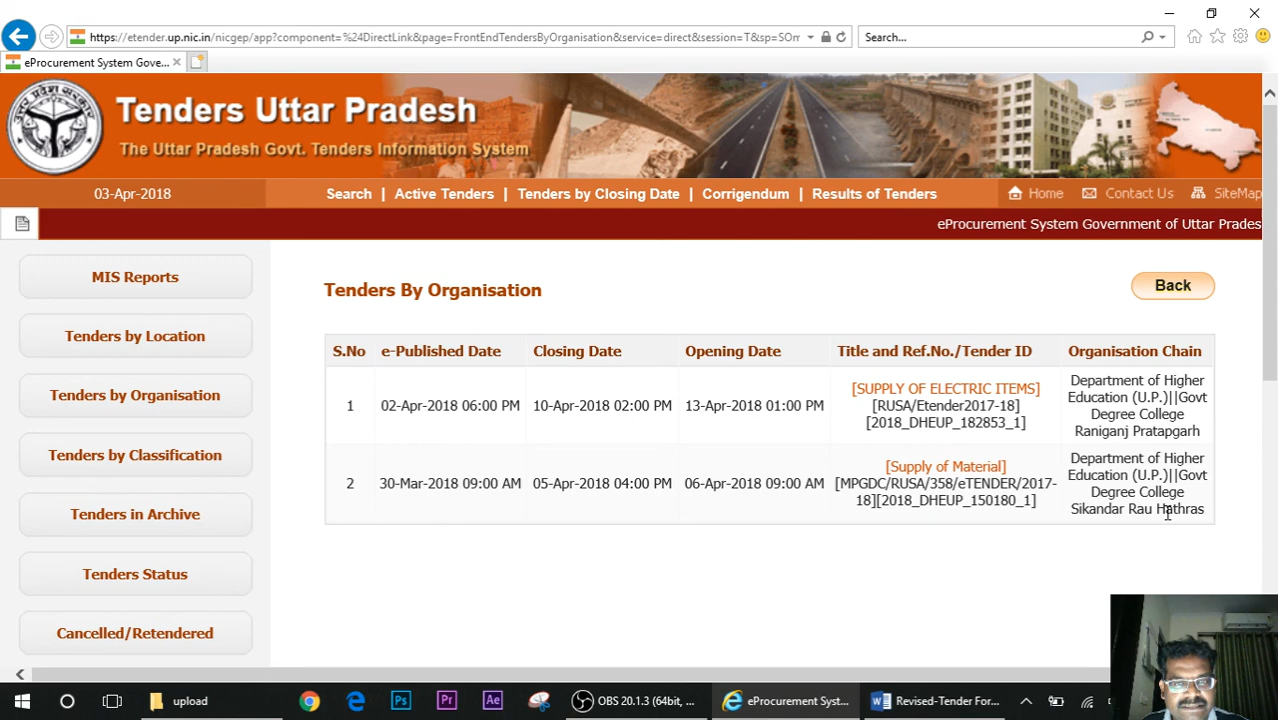 https://etender.up.nic.in/nicgep/app?component=%24DirectLink&page=FrontEndTendersByOrganisation&service=direct&session=T&sp=SOm
Search...
eProcurement System Gove...
Tenders Uttar Pradesh
The Uttar Pradesh Govt. Tenders Information System
03-Apr-2018
Search | Active Tenders | Tenders by Closing Date | Corrigendum | Results of Tenders
Home
Contact Us
SiteMap
eProcurement System Government of Uttar Prades
MIS Reports
Tenders by Location
Tenders by Organisation
Tenders by Classification
Tenders in Archive
Tenders Status
Cancelled/Retendered
Tenders By Organisation
Back
S.No e-Published Date Closing Date Opening Date Title and Ref.No./Tender ID Organisation Chain
1 02-Apr-2018 06:00 PM 10-Apr-2018 02:00 PM 13-Apr-2018 01:00 PM
[SUPPLY OF ELECTRIC ITEMS]
[RUSA/Etender2017-18]
[2018_DHEUP_182853_1]
Department of Higher
Education (U.P.)||Govt
Degree College
Raniganj Pratapgarh
2 30-Mar-2018 09:00 AM 05-Apr-2018 04:00 PM 06-Apr-2018 09:00 AM
[Supply of Material]
[MPGDC/RUSA/358/eTENDER/2017-
18][2018_DHEUP_150180_1]
Department of Higher
Education (U.P.)||Govt
Degree College
Sikandar Rau Hathras
upload
Ps
Pr
Ae
OBS 20.1.3 (64bit, ...
eProcurement Syst...
Revised-Tender For...